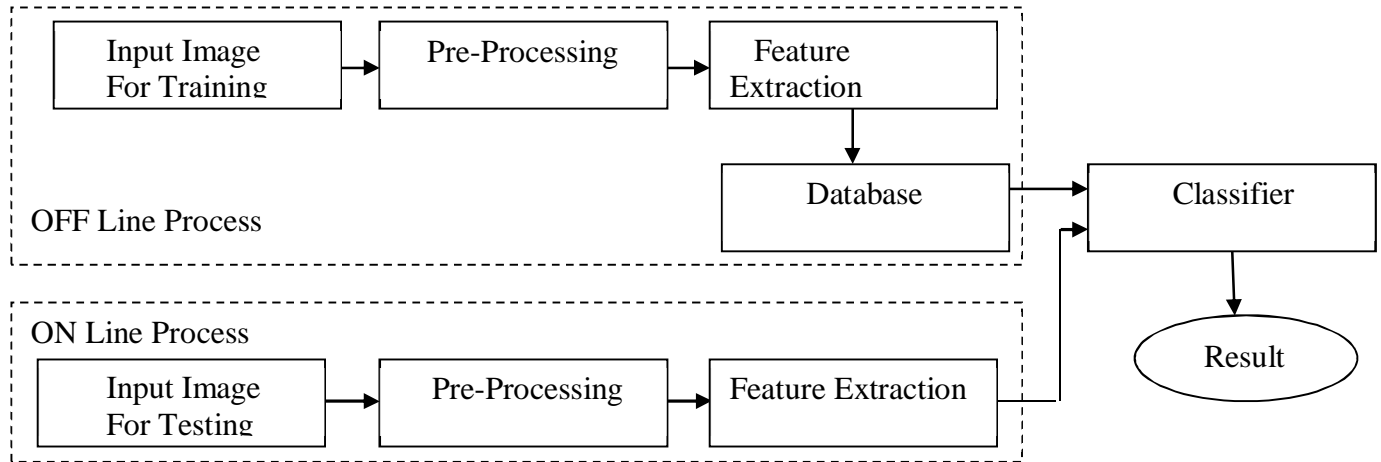 Input Image
For Training
Pre-Processing
Feature
Extraction
Database
Classifier
OFF Line Process
ON Line Process
Input Image
For Testing
Pre-Processing
Feature Extraction
Result